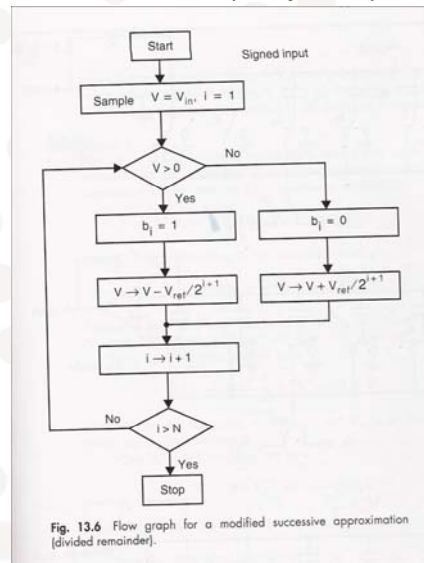 Start
Signed input
Sample V = V_in, i = 1
V > 0
No
Yes
b_i = 1
b_i = 0
V → V − V_ref/2^{i+1}
V → V + V_ref/2^{i+1}
i → i + 1
No
i > N
Yes
Stop
Fig. 13.6 Flow graph for a modified successive approximation
(divided remainder).